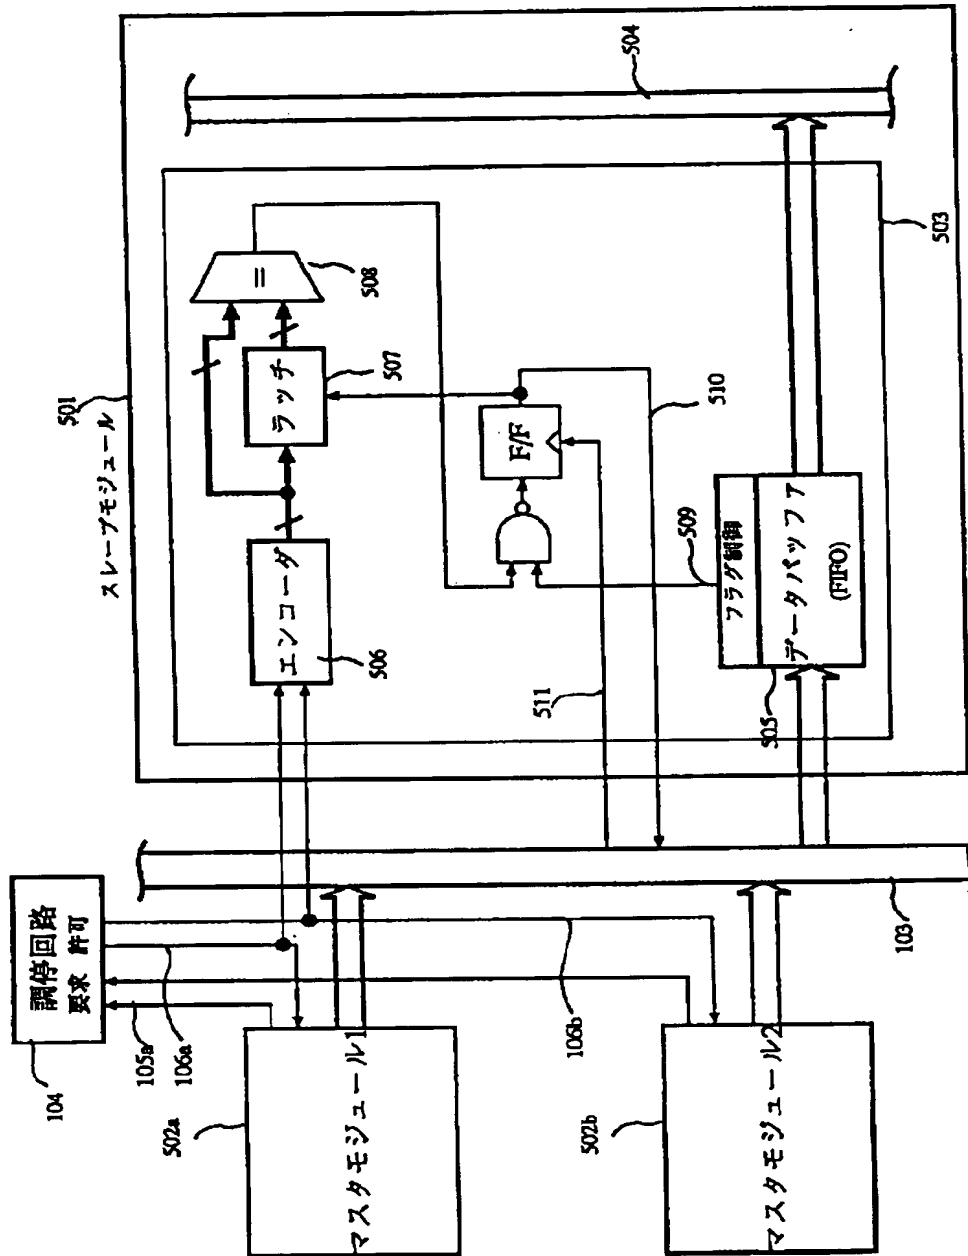 調停回路
要求 許可
104
105a
106a
106b
502a
マスタモジュール1
502b
マスタモジュール2
103
501
スレーブモジュール
エンコーダ
506
ラッチ
507
=
508
F/F
509
510
511
フラグ制御
データバッファ
(FIFO)
505
503
504